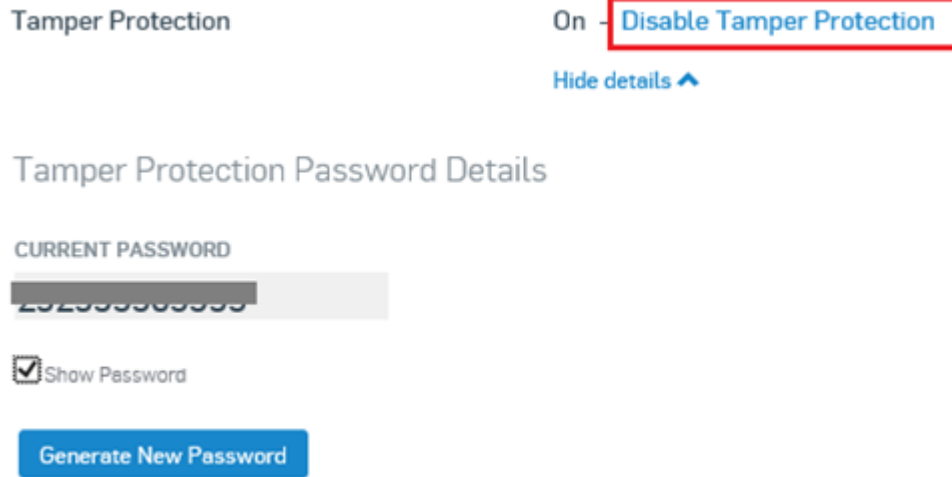 Tamper Protection On - Disable Tamper Protection
Hide details
Tamper Protection Password Details
CURRENT PASSWORD
Show Password
Generate New Password